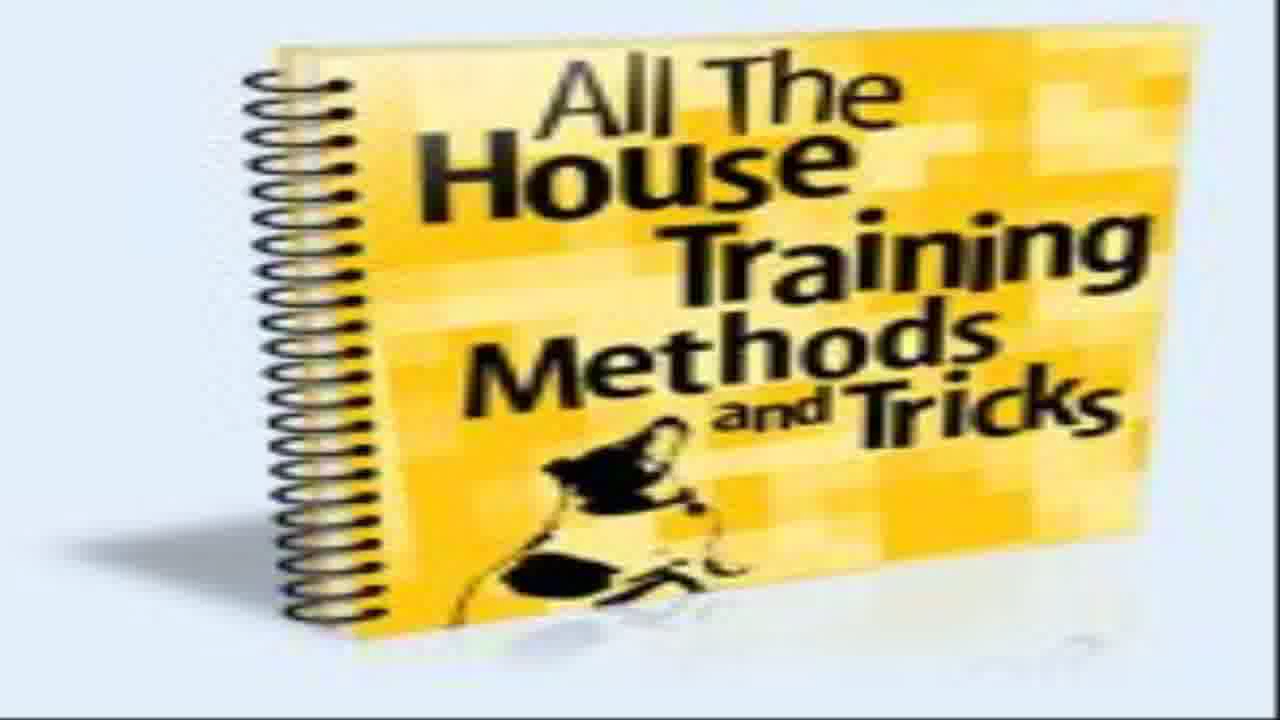 All The
House
Training
Methods
and Tricks